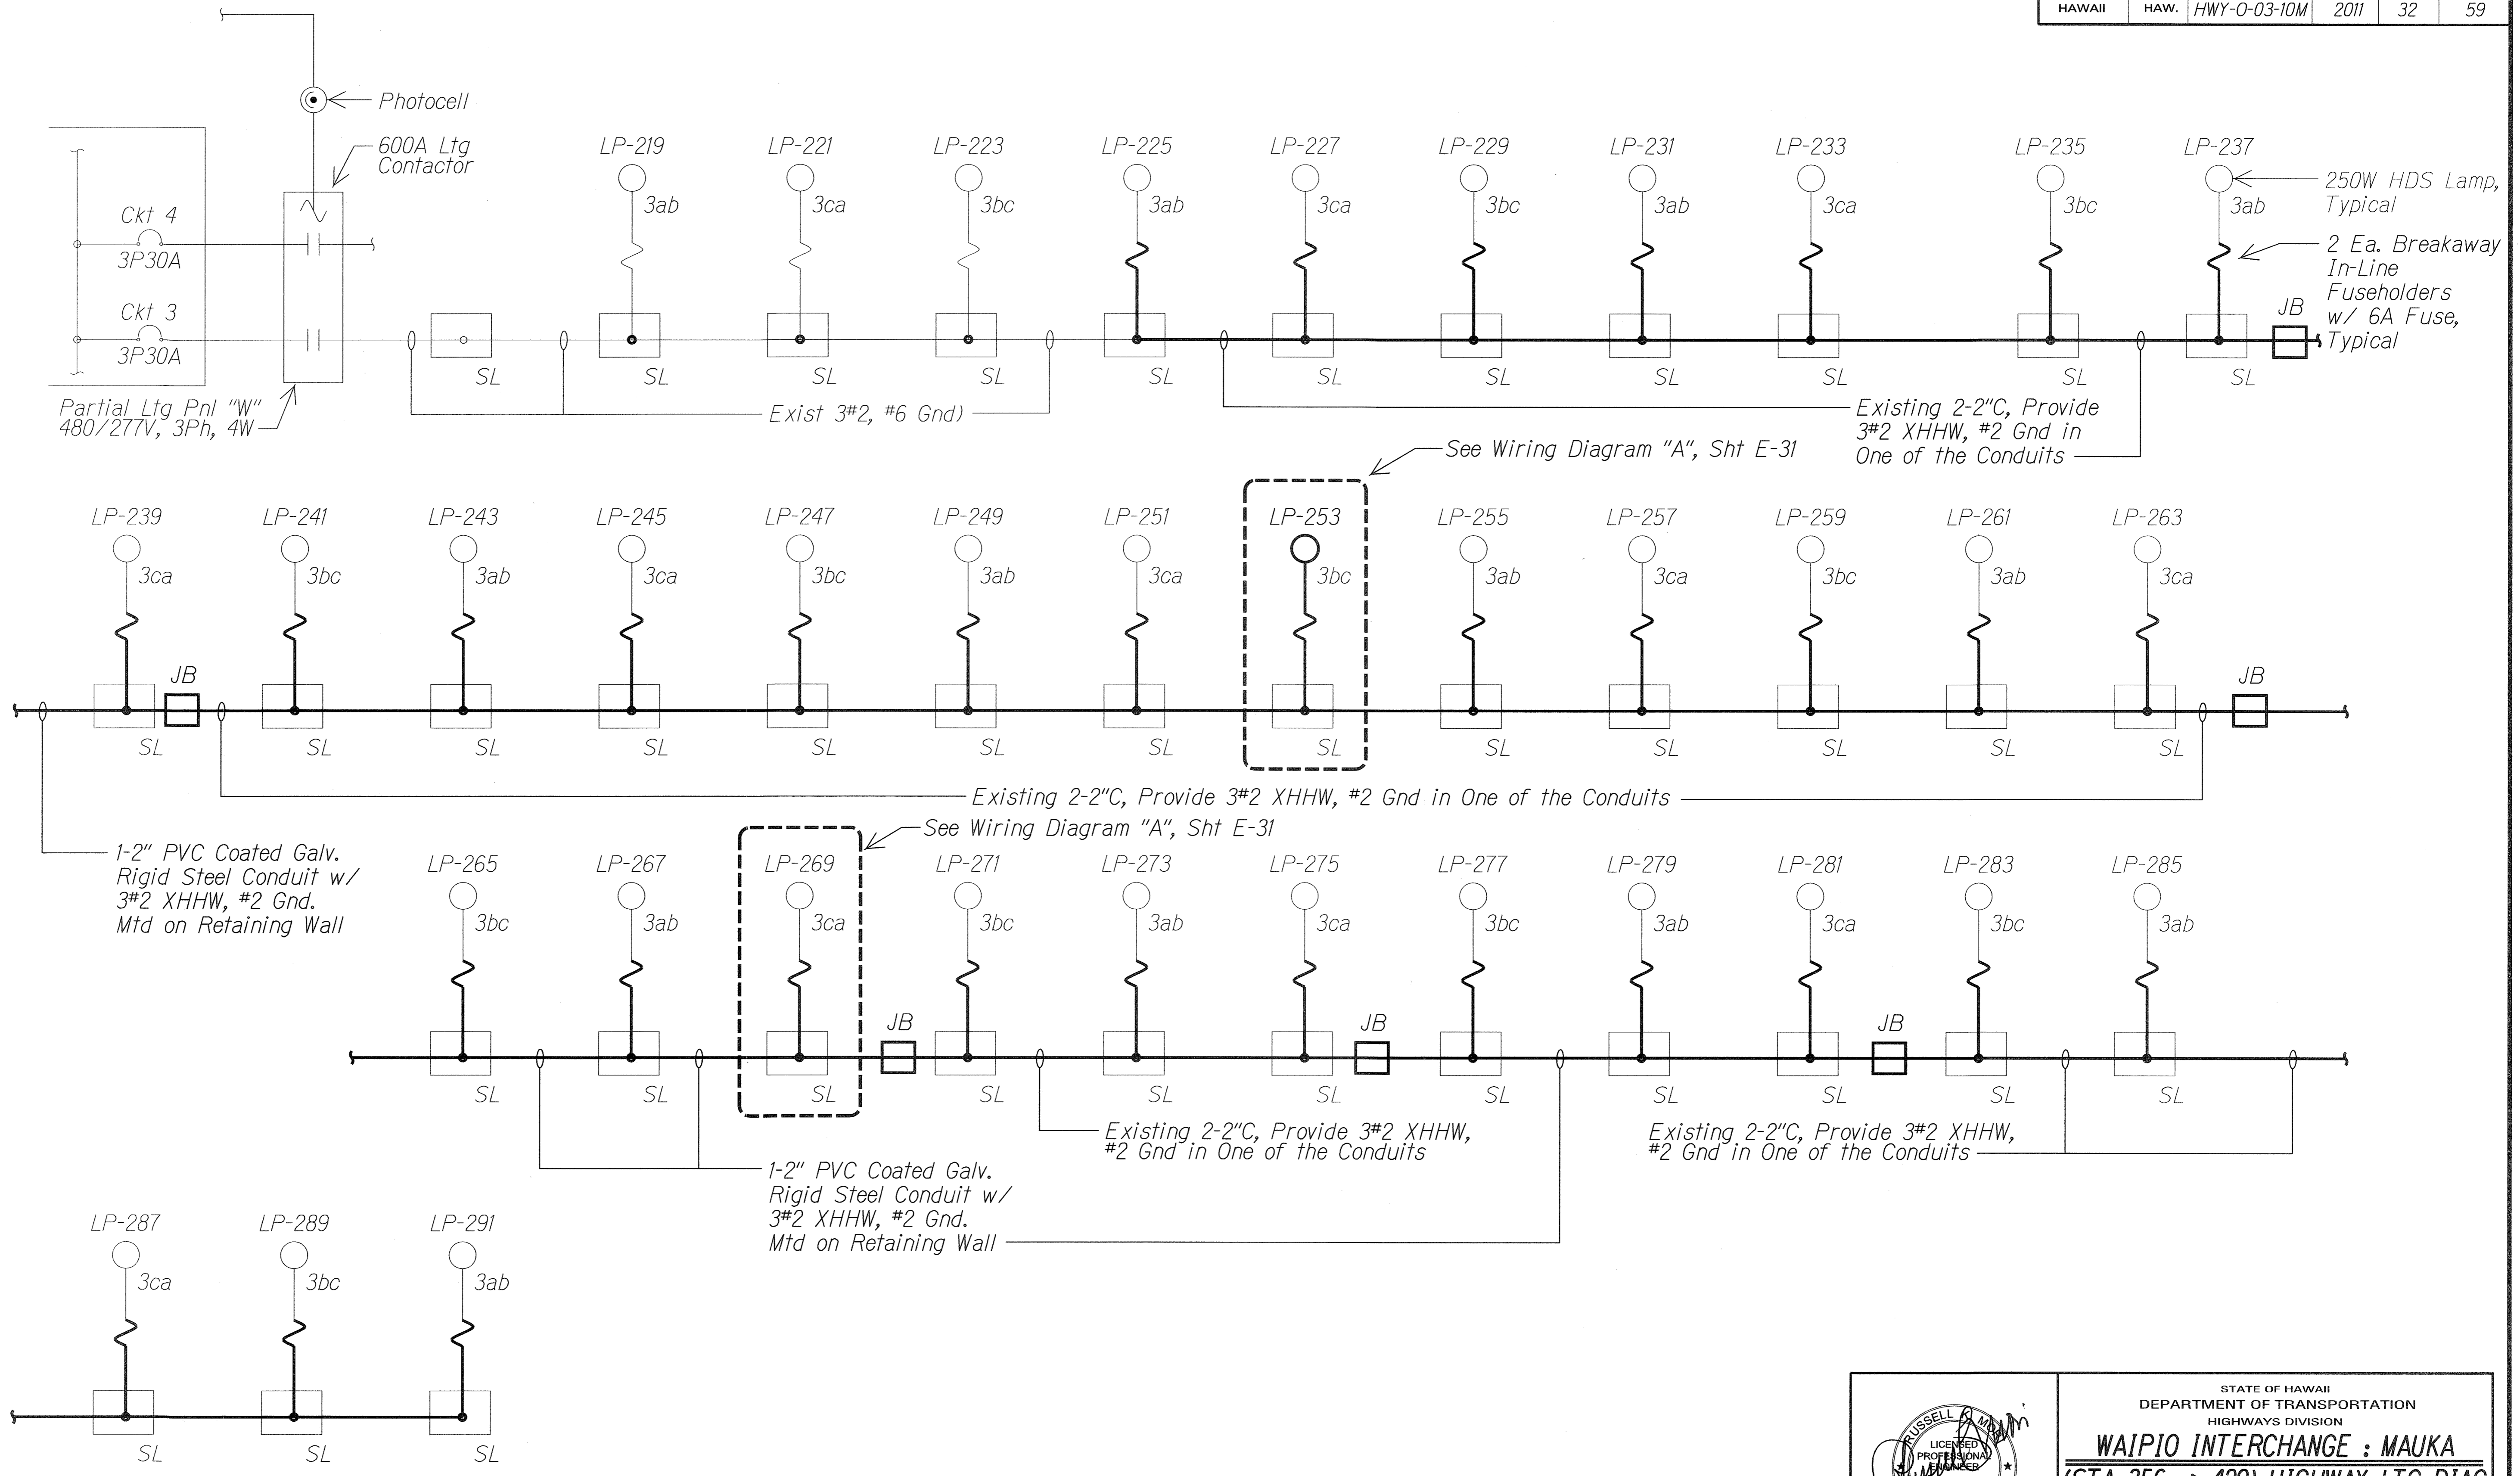 HAWAII HAW. HWY-O-03-10M 2011 32 59
Photocell
600A Ltg
Contactor
Ckt 4
3P30A
Ckt 3
3P30A
Partial Ltg Pnl "W"
480/277V, 3Ph, 4W
LP-219 LP-221 LP-223 LP-225 LP-227 LP-229 LP-231 LP-233 LP-235 LP-237
3ab 3ca 3bc 3ab 3ca 3bc 3ab 3ca 3bc 3ab
250W HDS Lamp,
Typical
2 Ea. Breakaway
In-Line
Fuseholders
w/ 6A Fuse,
Typical
JB
SL SL SL SL SL SL SL SL SL SL SL
Exist 3#2, #6 Gnd)
Existing 2-2"C, Provide
3#2 XHHW, #2 Gnd in
One of the Conduits
See Wiring Diagram "A", Sht E-31
LP-239 LP-241 LP-243 LP-245 LP-247 LP-249 LP-251 LP-253 LP-255 LP-257 LP-259 LP-261 LP-263
3ca 3bc 3ab 3ca 3bc 3ab 3ca 3bc 3ab 3ca 3bc 3ab 3ca
JB JB
SL SL SL SL SL SL SL SL SL SL SL SL SL
Existing 2-2"C, Provide 3#2 XHHW, #2 Gnd in One of the Conduits
1-2" PVC Coated Galv.
Rigid Steel Conduit w/
3#2 XHHW, #2 Gnd.
Mtd on Retaining Wall
See Wiring Diagram "A", Sht E-31
LP-265 LP-267 LP-269 LP-271 LP-273 LP-275 LP-277 LP-279 LP-281 LP-283 LP-285
3bc 3ab 3ca 3bc 3ab 3ca 3bc 3ab 3ca 3bc 3ab
JB JB JB
SL SL SL SL SL SL SL SL SL SL SL
Existing 2-2"C, Provide 3#2 XHHW,
#2 Gnd in One of the Conduits
Existing 2-2"C, Provide 3#2 XHHW,
#2 Gnd in One of the Conduits
1-2" PVC Coated Galv.
Rigid Steel Conduit w/
3#2 XHHW, #2 Gnd.
Mtd on Retaining Wall
LP-287 LP-289 LP-291
3ca 3bc 3ab
SL SL SL
RUSSELL K.
LICENSED
PROFESSIONAL
ENGINEER
STATE OF HAWAII
DEPARTMENT OF TRANSPORTATION
HIGHWAYS DIVISION
WAIPIO INTERCHANGE : MAUKA
HIGHWAY LTG DIAG